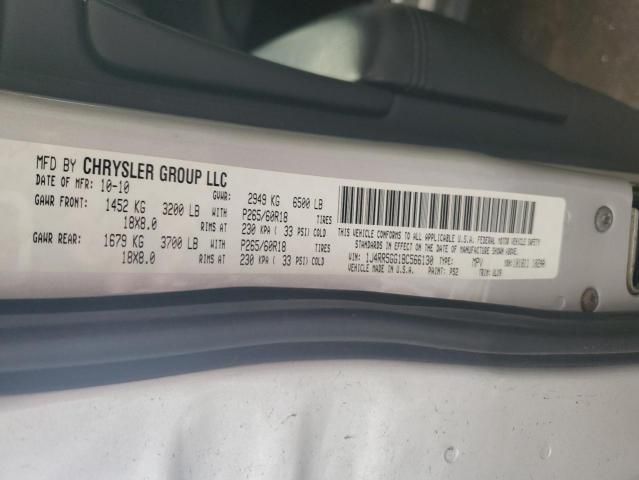 MFD BY CHRYSLER GROUP LLC
DATE OF MFR: 10-10 GVWR: 2949 KG 6500 LB
GAWR FRONT: 1452 KG 3200 LB WITH P265/60R18 TIRES
18X8.0 RIMS AT 230 KPA ( 33 PSI) COLD
GAWR REAR: 1679 KG 3700 LB WITH P265/60R18 TIRES
18X8.0 RIMS AT 230 KPA ( 33 PSI) COLD
THIS VEHICLE CONFORMS TO ALL APPLICABLE U.S.A. FEDERAL MOTOR VEHICLE SAFETY
STANDARDS IN EFFECT ON THE DATE OF MANUFACTURE SHOWN ABOVE.
VIN: 1J4RR5GG1BC566130 TYPE: MPV MDH:
VEHICLE MADE IN U.S.A. PAINT: PS2 TRIM: